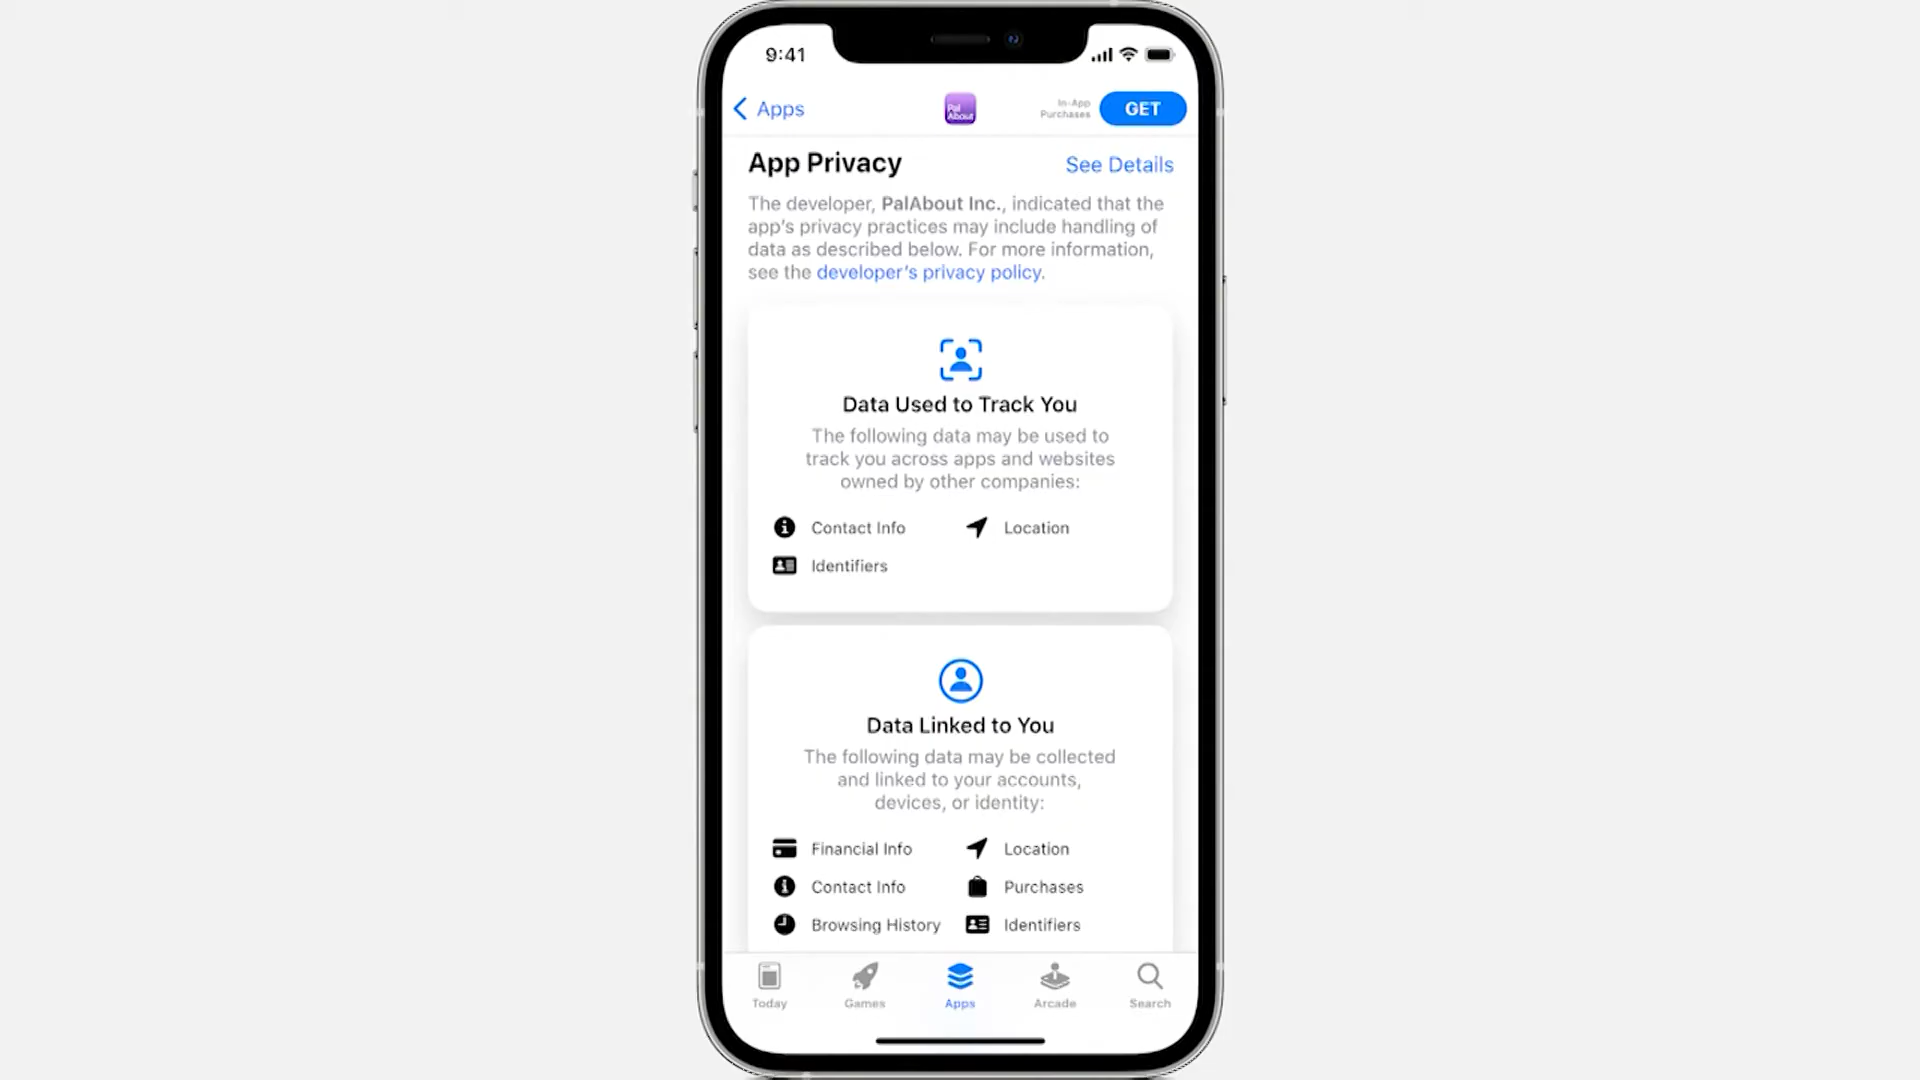 9:41
Apps
Pal
About
In-App
Purchases
GET
App Privacy
See Details
The developer, PalAbout Inc., indicated that the
app's privacy practices may include handling of
data as described below. For more information,
see the developer's privacy policy.
Data Used to Track You
The following data may be used to
track you across apps and websites
owned by other companies:
Contact Info
Location
Identifiers
Data Linked to You
The following data may be collected
and linked to your accounts,
devices, or identity:
Financial Info
Location
Contact Info
Purchases
Browsing History
Identifiers
Today
Games
Apps
Arcade
Search